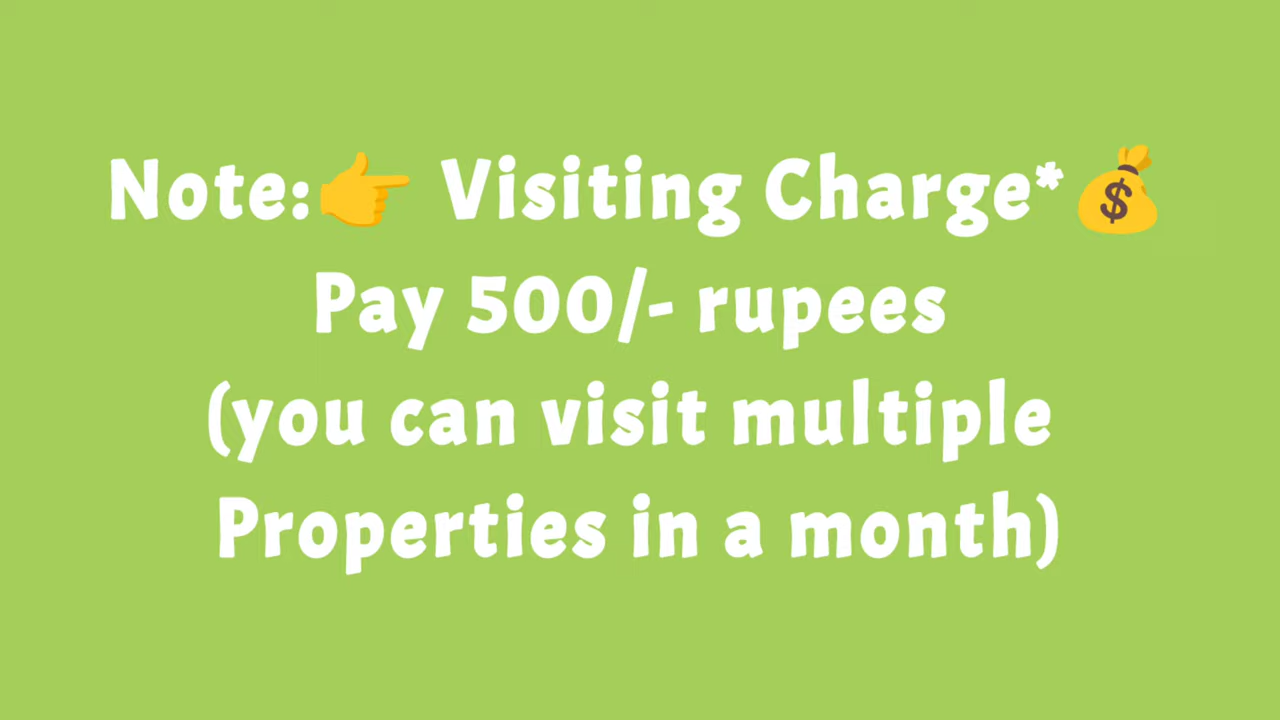 Note:👉 Visiting Charge*💰
Pay 500/- rupees
(you can visit multiple
Properties in a month)